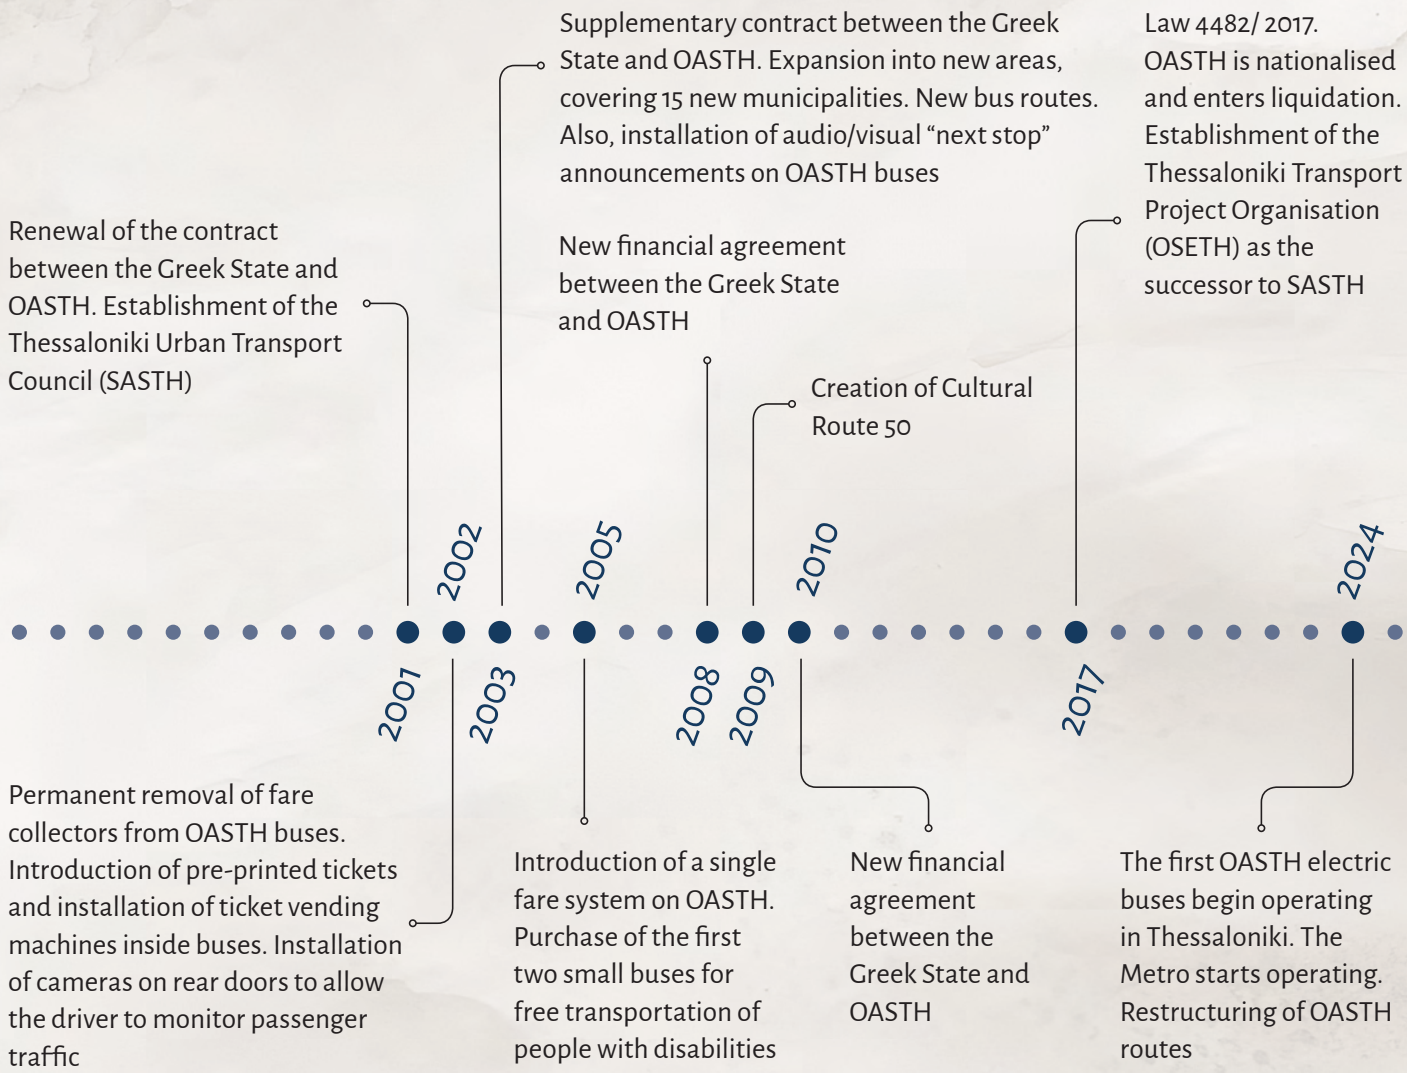 Supplementary contract between the Greek
State and OASTH. Expansion into new areas,
covering 15 new municipalities. New bus routes.
Also, installation of audio/visual “next stop”
announcements on OASTH buses
Law 4482/ 2017.
OASTH is nationalised
and enters liquidation.
Establishment of the
Thessaloniki Transport
Project Organisation
(OSETH) as the
successor to SASTH
Renewal of the contract
between the Greek State and
OASTH. Establishment of the
Thessaloniki Urban Transport
Council (SASTH)
New financial agreement
between the Greek State
and OASTH
Creation of Cultural
Route 50
2002
2005
2010
2024
2001
2003
2008
2009
2017
Permanent removal of fare
collectors from OASTH buses.
Introduction of pre-printed tickets
and installation of ticket vending
machines inside buses. Installation
of cameras on rear doors to allow
the driver to monitor passenger
traffic
Introduction of a single
fare system on OASTH.
Purchase of the first
two small buses for
free transportation of
people with disabilities
New financial
agreement
between the
Greek State and
OASTH
The first OASTH electric
buses begin operating
in Thessaloniki. The
Metro starts operating.
Restructuring of OASTH
routes